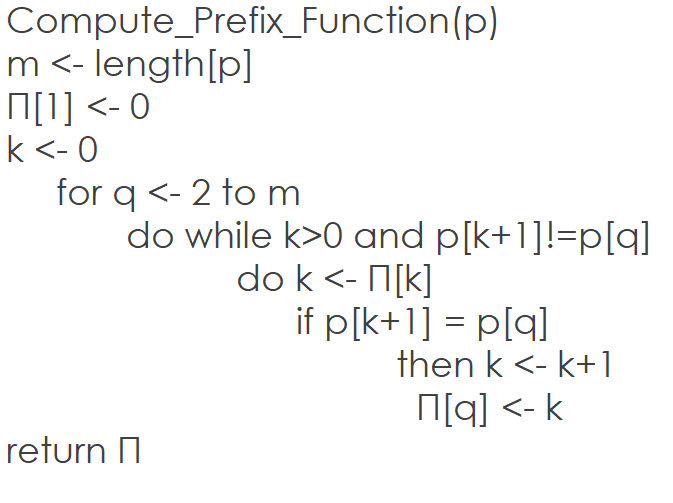 Compute_Prefix_Function(p)
m <- length[p]
Π[1] <- 0
k <- 0
for q <- 2 to m
do while k>0 and p[k+1]!=p[q]
do k <- Π[k]
if p[k+1] = p[q]
then k <- k+1
Π[q] <- k
return Π